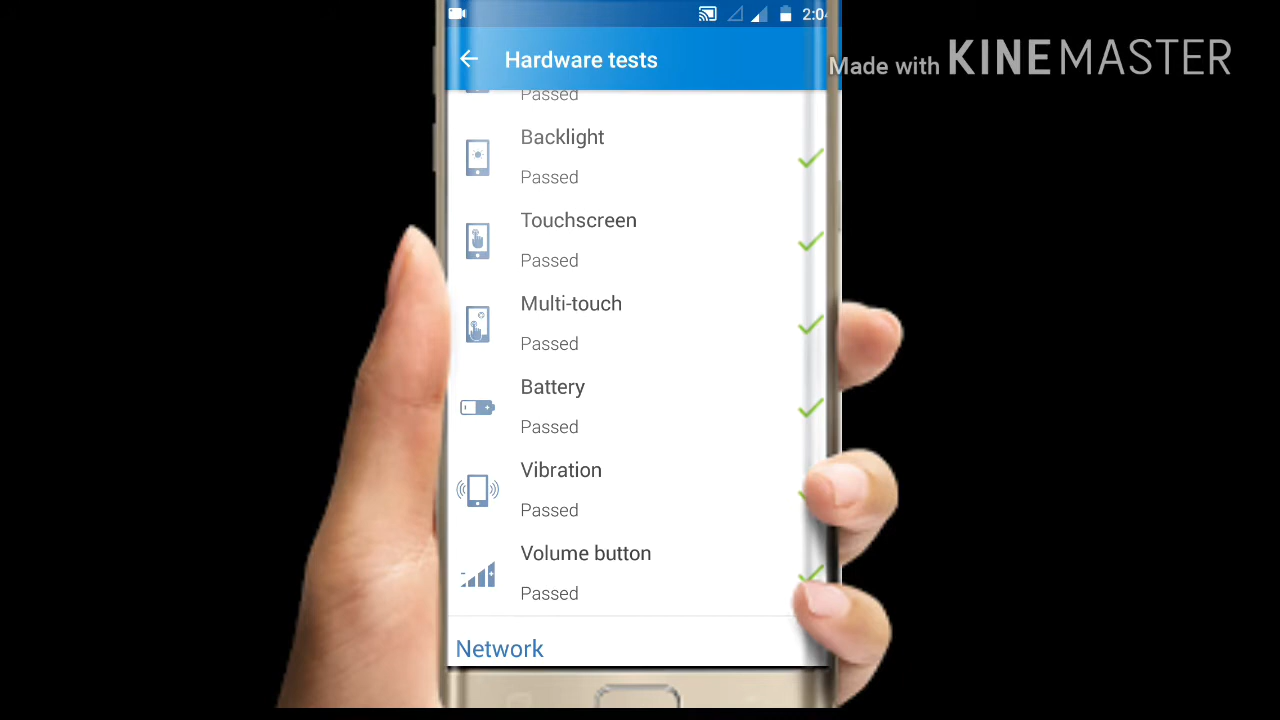 2:04
Hardware tests
Made with KINEMASTER
Passed
Backlight
Passed
Touchscreen
Passed
Multi-touch
Passed
Battery
Passed
Vibration
Passed
Volume button
Passed
Network